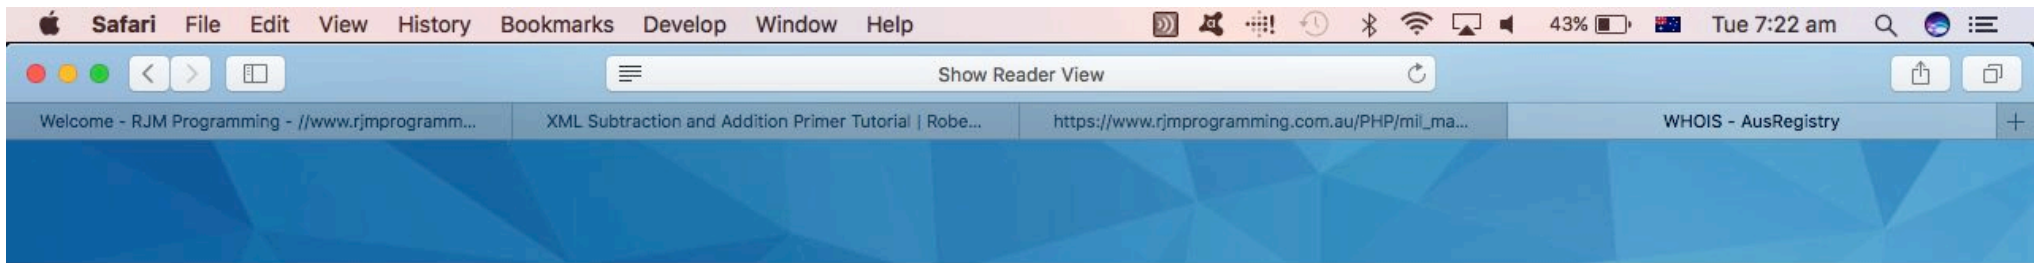 Safari File Edit View History Bookmarks Develop Window Help 43% Tue 7:22 am
Show Reader View
Welcome - RJM Programming - //www.rjmprogramm... XML Subtraction and Addition Primer Tutorial | Robe... https://www.rjmprogramming.com.au/PHP/mil_ma... WHOIS - AusRegistry